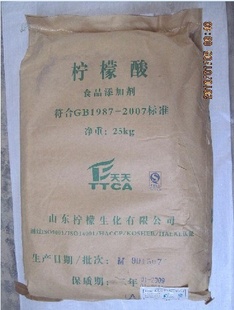 柠檬酸
食品添加剂
符合GB1987-2007标准
净重:25kg
天天
TTCA
山东柠檬生化有限公司
生产日期/批次:
保质期:三年